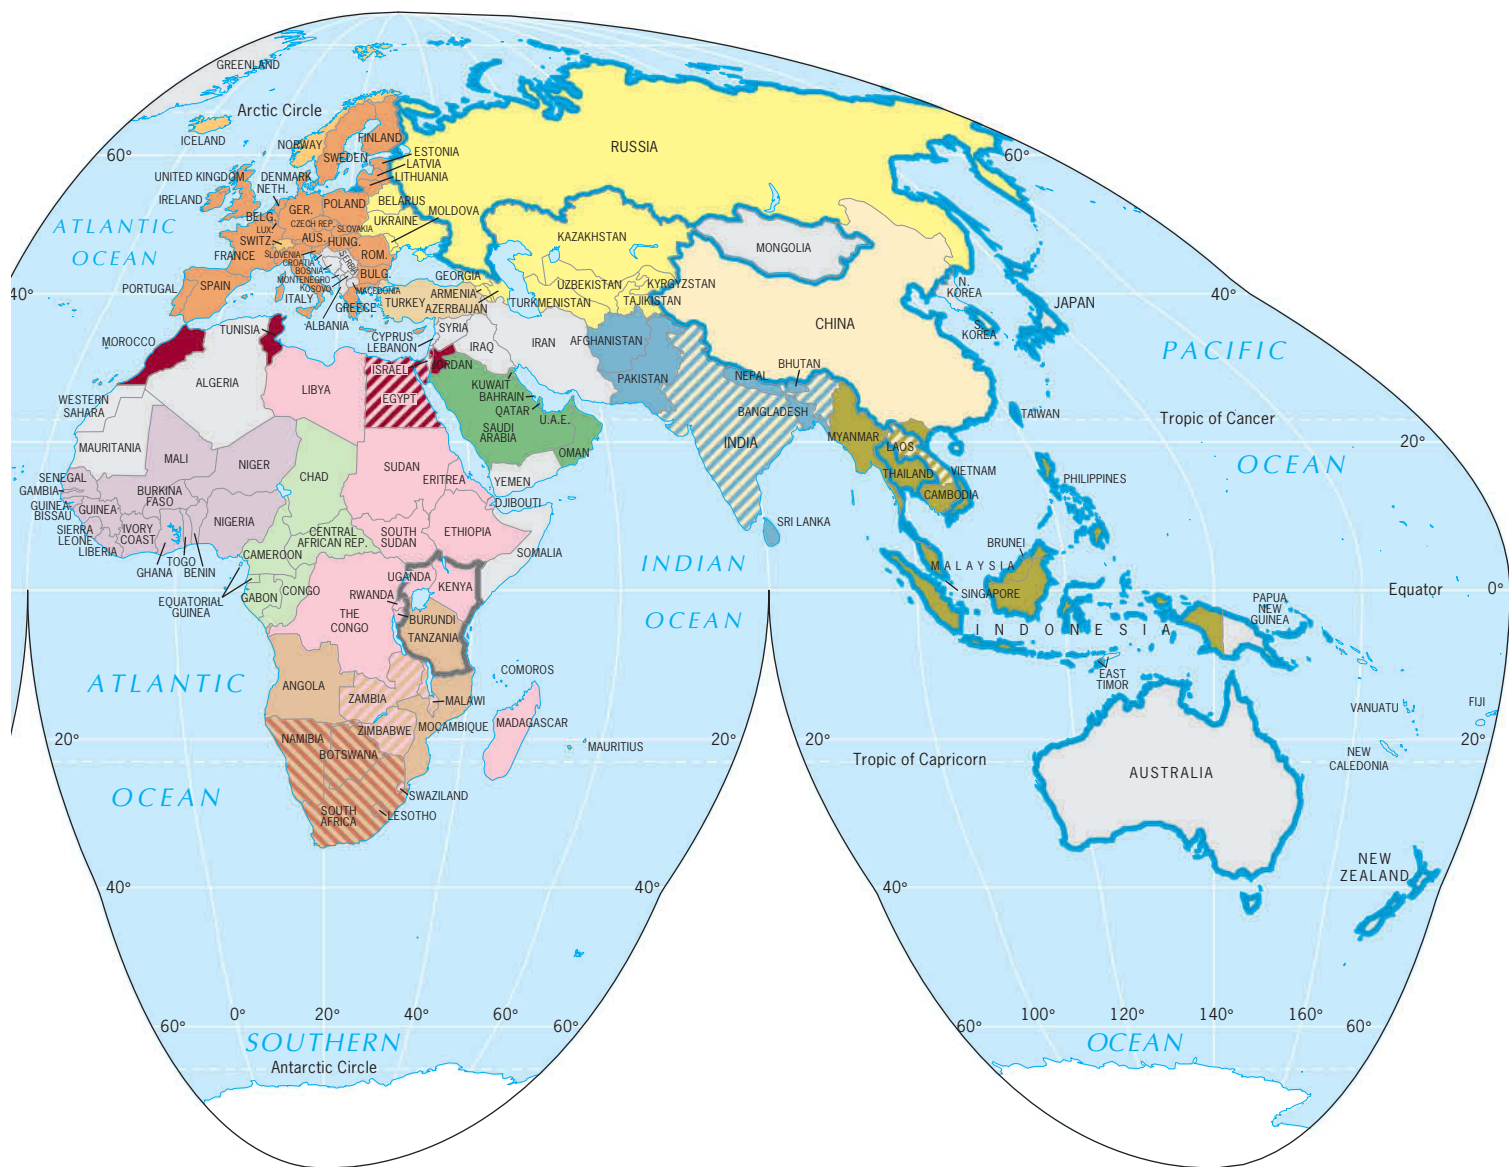 GREENLAND
Arctic Circle
ICELAND
NORWAY
FINLAND
SWEDEN
ESTONIA
LATVIA
LITHUANIA
RUSSIA
60°
60°
UNITED KINGDOM
DENMARK
NETH.
IRELAND
POLAND
BELARUS
GER.
BELG.
LUX.
CZECH REP.
SLOVAKIA
UKRAINE
MOLDOVA
SWITZ.
AUS.
HUNG.
FRANCE
SLOVENIA
CROATIA
BOSNIA
SERBIA
MONTENEGRO
KOSOVO
ROM.
BULG.
MACEDONIA
ATLANTIC
OCEAN
40°
PORTUGAL
SPAIN
ITALY
GREECE
ALBANIA
TURKEY
GEORGIA
ARMENIA
AZERBAIJAN
KAZAKHSTAN
UZBEKISTAN
TURKMENISTAN
KYRGYZSTAN
TAJIKISTAN
MONGOLIA
CHINA
N.
KOREA
S.
KOREA
JAPAN
40°
PACIFIC
OCEAN
MOROCCO
TUNISIA
CYPRUS
LEBANON
SYRIA
IRAQ
IRAN
AFGHANISTAN
ISRAEL
JORDAN
ALGERIA
LIBYA
EGYPT
KUWAIT
BAHRAIN
QATAR
U.A.E.
SAUDI
ARABIA
OMAN
YEMEN
PAKISTAN
NEPAL
BHUTAN
BANGLADESH
INDIA
MYANMAR
LAOS
THAILAND
VIETNAM
CAMBODIA
TAIWAN
Tropic of Cancer
20°
PHILIPPINES
WESTERN
SAHARA
MAURITANIA
MALI
NIGER
CHAD
SUDAN
ERITREA
DJIBOUTI
SENEGAL
GAMBIA
GUINEA
BISSAU
GUINEA
BURKINA
FASO
SIERRA
LEONE
LIBERIA
IVORY
COAST
GHANA
TOGO
BENIN
NIGERIA
CENTRAL
AFRICAN REP.
CAMEROON
SOUTH
SUDAN
ETHIOPIA
SOMALIA
SRI LANKA
INDIAN
OCEAN
BRUNEI
MALAYSIA
SINGAPORE
INDONESIA
Equator
0°
PAPUA
NEW
GUINEA
EAST
TIMOR
EQUATORIAL
GUINEA
GABON
CONGO
THE
CONGO
UGANDA
KENYA
RWANDA
BURUNDI
TANZANIA
ATLANTIC
OCEAN
ANGOLA
ZAMBIA
MALAWI
COMOROS
MOCAMBIQUE
MADAGASCAR
MAURITIUS
ZIMBABWE
NAMIBIA
BOTSWANA
SWAZILAND
LESOTHO
SOUTH
AFRICA
20°
20°
20°
20°
Tropic of Capricorn
VANUATU
FIJI
NEW
CALEDONIA
AUSTRALIA
NEW
ZEALAND
40°
40°
40°
60°
0°
20°
40°
60°
60°
60°
100°
120°
140°
160°
60°
SOUTHERN
OCEAN
Antarctic Circle